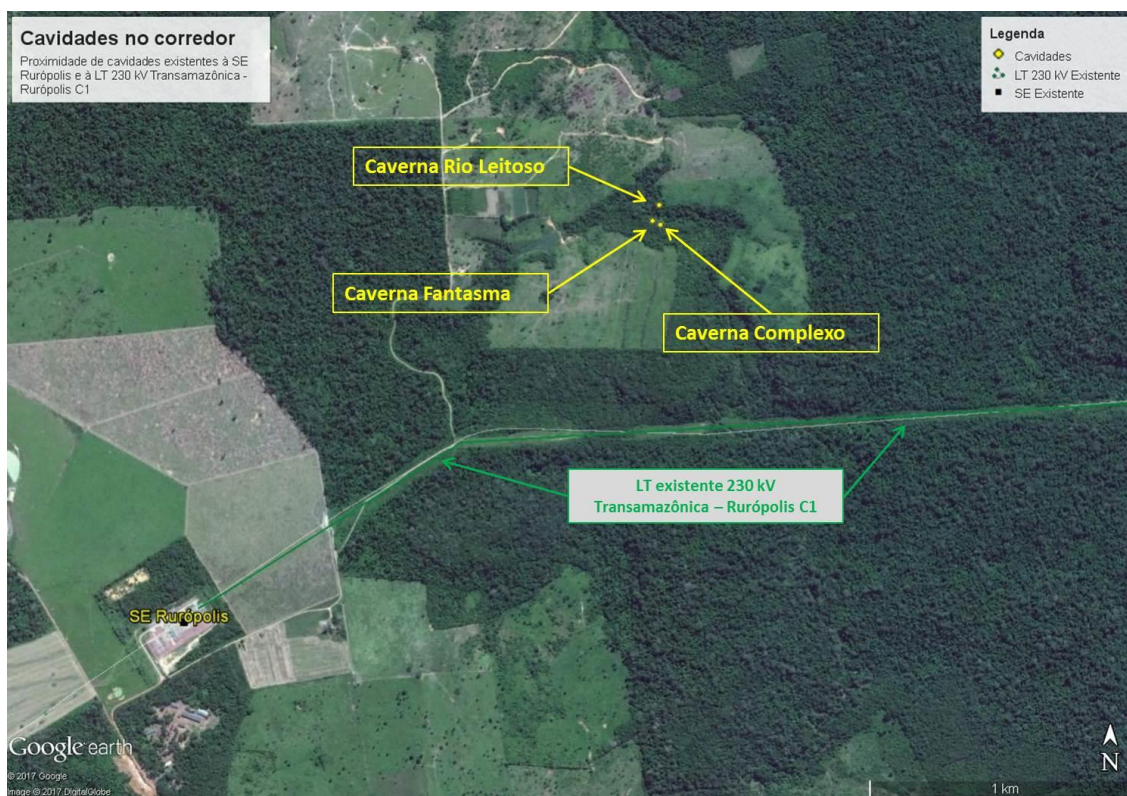 Cavidades no corredor
Proximidade de cavidades existentes à SE
Rurópolis e à LT 230 kV Transamazônica -
Rurópolis C1
Legenda
Cavidades
LT 230 kV Existente
SE Existente
Caverna Rio Leitoso
Caverna Fantasma
Caverna Complexo
LT existente 230 kV
Transamazônica – Rurópolis C1
SE Rurópolis
Google earth
© 2017 Google
Image © 2017 DigitalGlobe
1 km
N